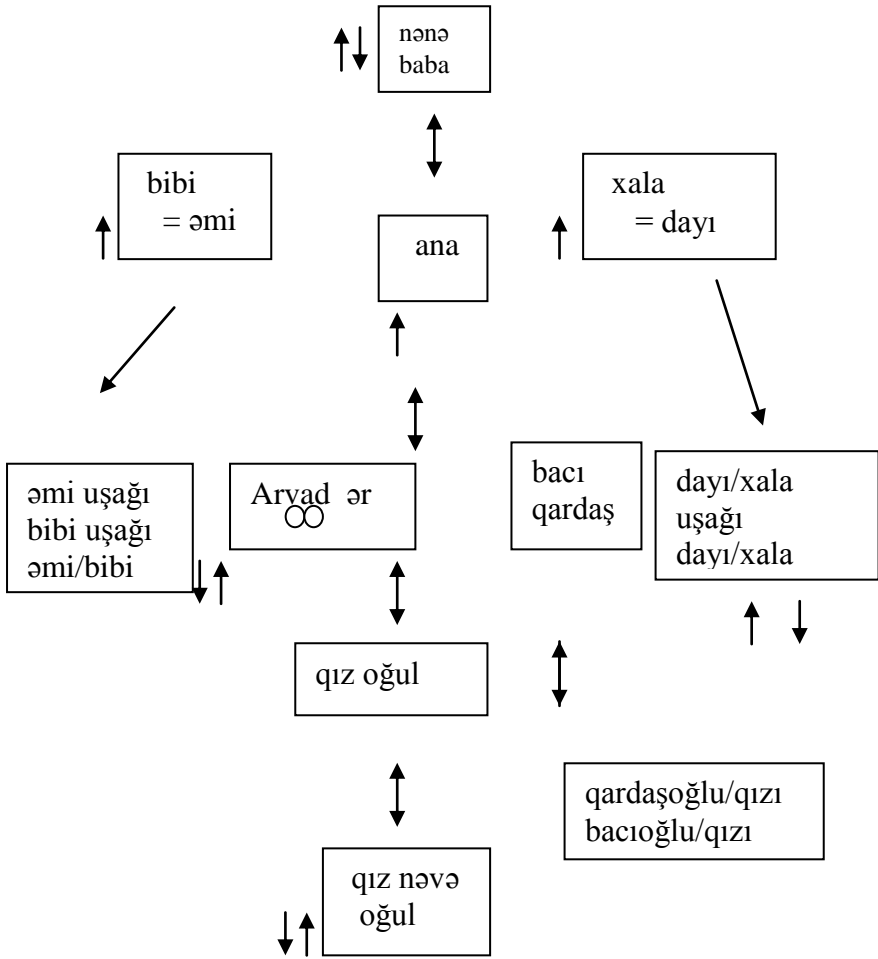 nənə
baba
bibi
= əmi
xala
= dayı
ana
əmi uşağı
bibi uşağı
əmi/bibi
Arvad ər
bacı
qardaş
dayı/xala
uşağı
dayı/xala
qız oğul
qardaşoğlu/qızı
bacıoğlu/qızı
qız nəvə
oğul